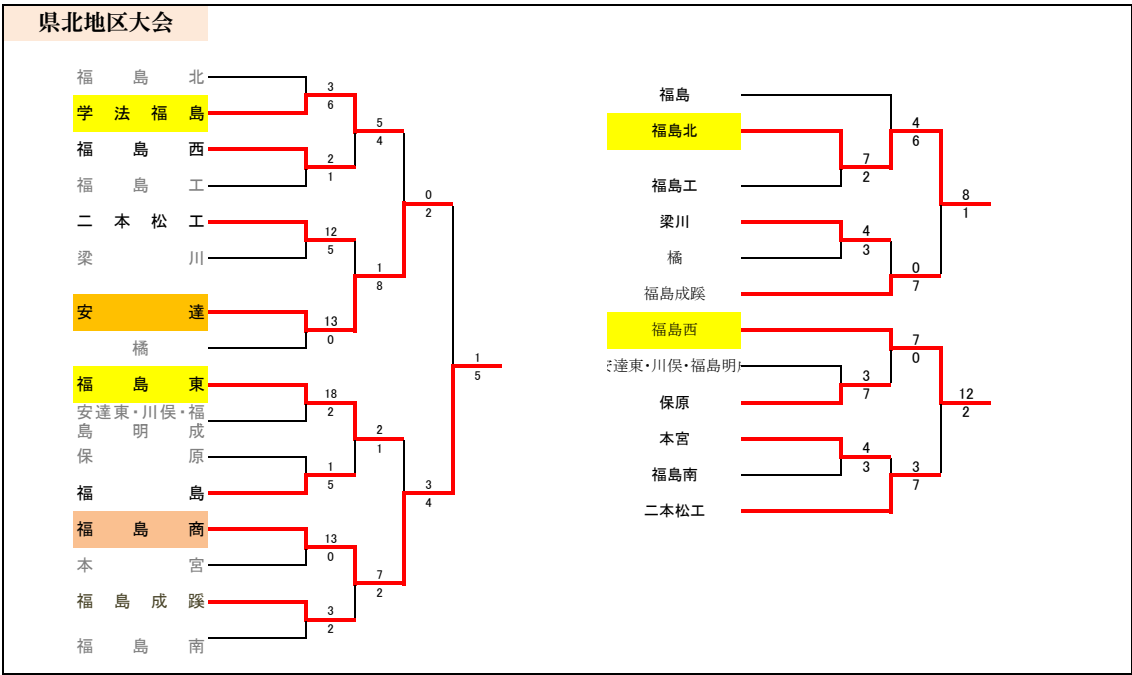 県北地区大会
福島北
3
学法福島
6
5
4
福島西
2
福島工
1
0
2
二本松工
12
梁川
5
1
8
安達
13
橘
0
1
5
福島東
18
安達東・川俣・福
島明成
2
2
1
保原
1
福島
5
3
4
福島商
13
本宮
0
7
2
福島成蹊
3
福島南
2
福島
4
6
福島北
7
2
福島工
8
1
梁川
4
橘
3
0
7
福島成蹊
福島西
7
0
安達東・川俣・福島明
3
保原
7
12
2
本宮
4
福島南
3
3
7
二本松工